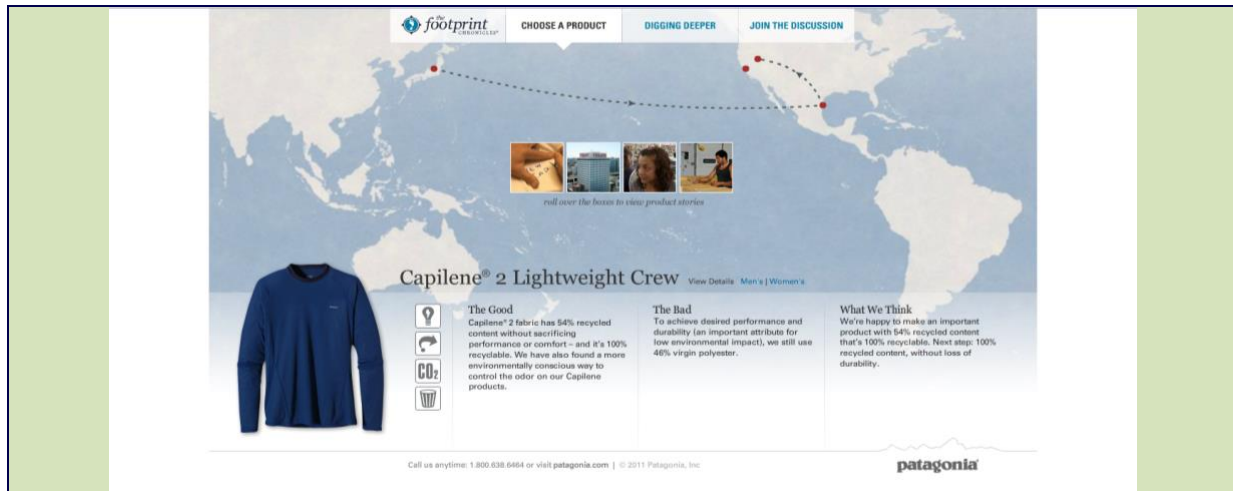 the
footprint
CHRONICLES®
CHOOSE A PRODUCT
DIGGING DEEPER
JOIN THE DISCUSSION
roll over the boxes to view product stories
Capilene® 2 Lightweight Crew View Details Men's | Women's
The Good
Capilene® 2 fabric has 54% recycled
content without sacrificing
performance or comfort – and it's 100%
recyclable. We have also found a more
environmentally conscious way to
control the odor on our Capilene
products.
The Bad
To achieve desired performance and
durability (an important attribute for
low environmental impact), we still use
46% virgin polyester.
What We Think
We're happy to make an important
product with 54% recycled content
that's 100% recyclable. Next step: 100%
recycled content, without loss of
durability.
CO2
Call us anytime: 1.800.638.6464 or visit patagonia.com | © 2011 Patagonia, Inc.
patagonia